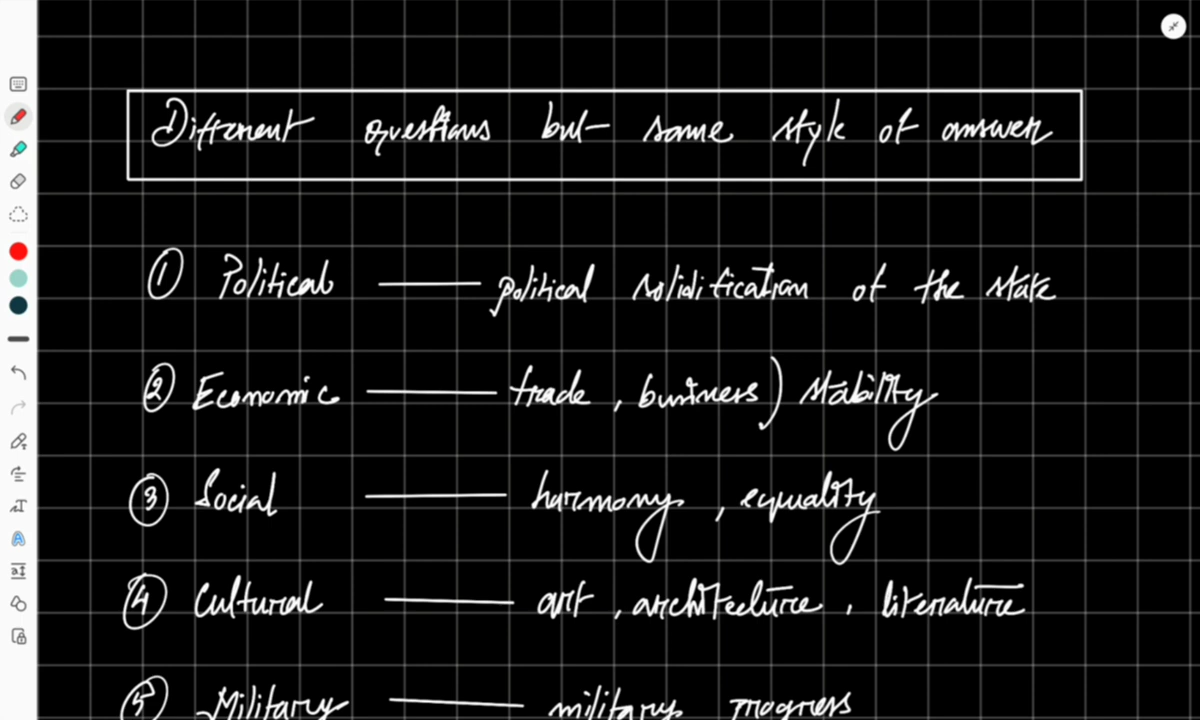 Different questions but same style of answer
① Political — political solidification of the state
② Economic — trade, business) stability
③ Social — harmony, equality
④ Cultural — art, architecture, literature
⑤ Military — military progress